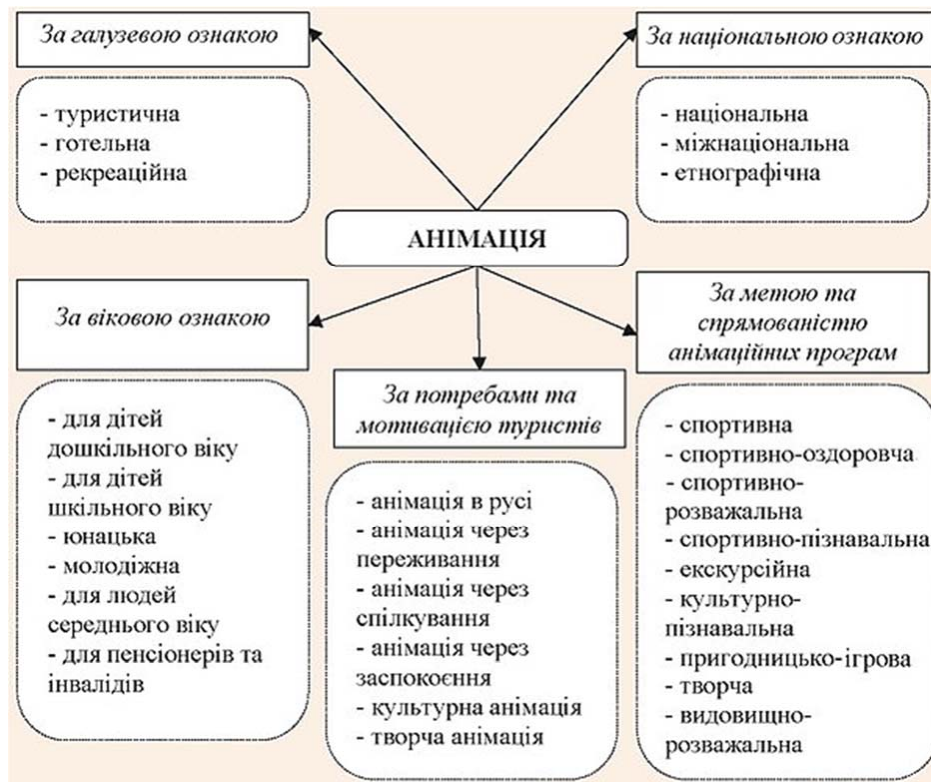 За галузевою ознакою
- туристична
- готельна
- рекреаційна
За національною ознакою
- національна
- міжнаціональна
- етнографічна
АНІМАЦІЯ
За віковою ознакою
- для дітей
дошкільного віку
- для дітей
шкільного віку
- юнацька
- молодіжна
- для людей
середнього віку
- для пенсіонерів та
інвалідів
За потребами та
мотивацією туристів
- анімація в русі
- анімація через
переживання
- анімація через
спілкування
- анімація через
заспокоєння
- культурна анімація
- творча анімація
За метою та
спрямованістю
анімаційних програм
- спортивна
- спортивно-оздоровча
- спортивно-
розважальна
- спортивно-пізнавальна
- екскурсійна
- культурно-
пізнавальна
- пригодницько-ігрова
- творча
- видовищно-
розважальна